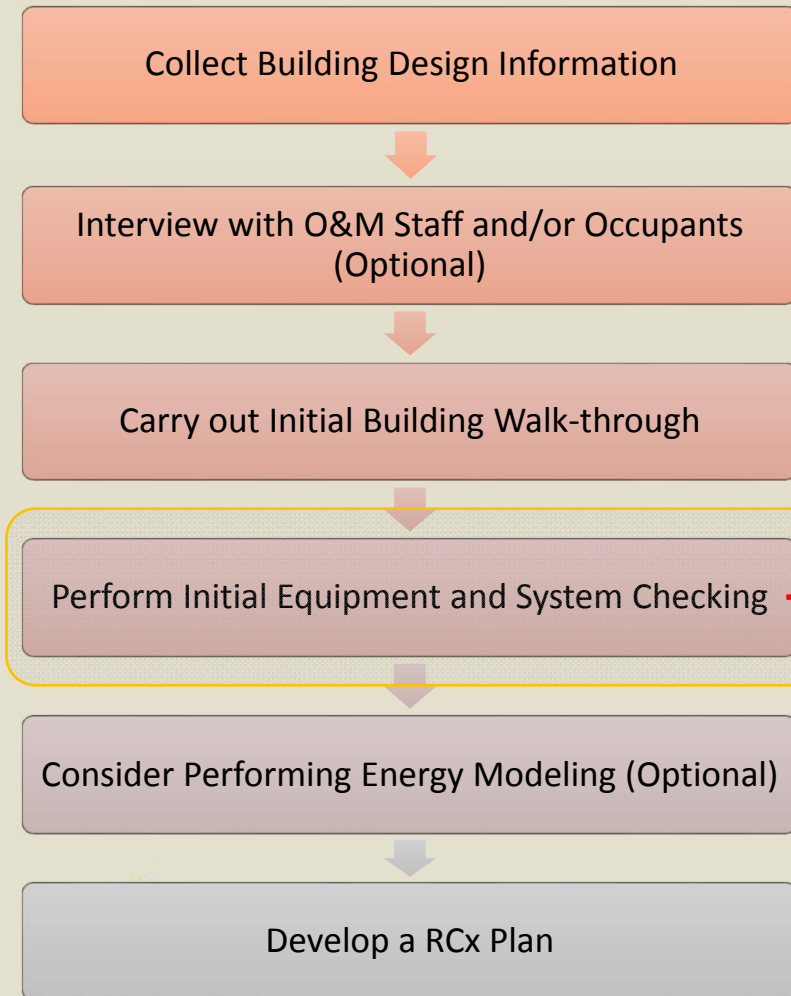 Collect Building Design Information
Interview with O&M Staff and/or Occupants
(Optional)
Carry out Initial Building Walk-through
Perform Initial Equipment and System Checking
Consider Performing Energy Modeling (Optional)
Develop a RCx Plan